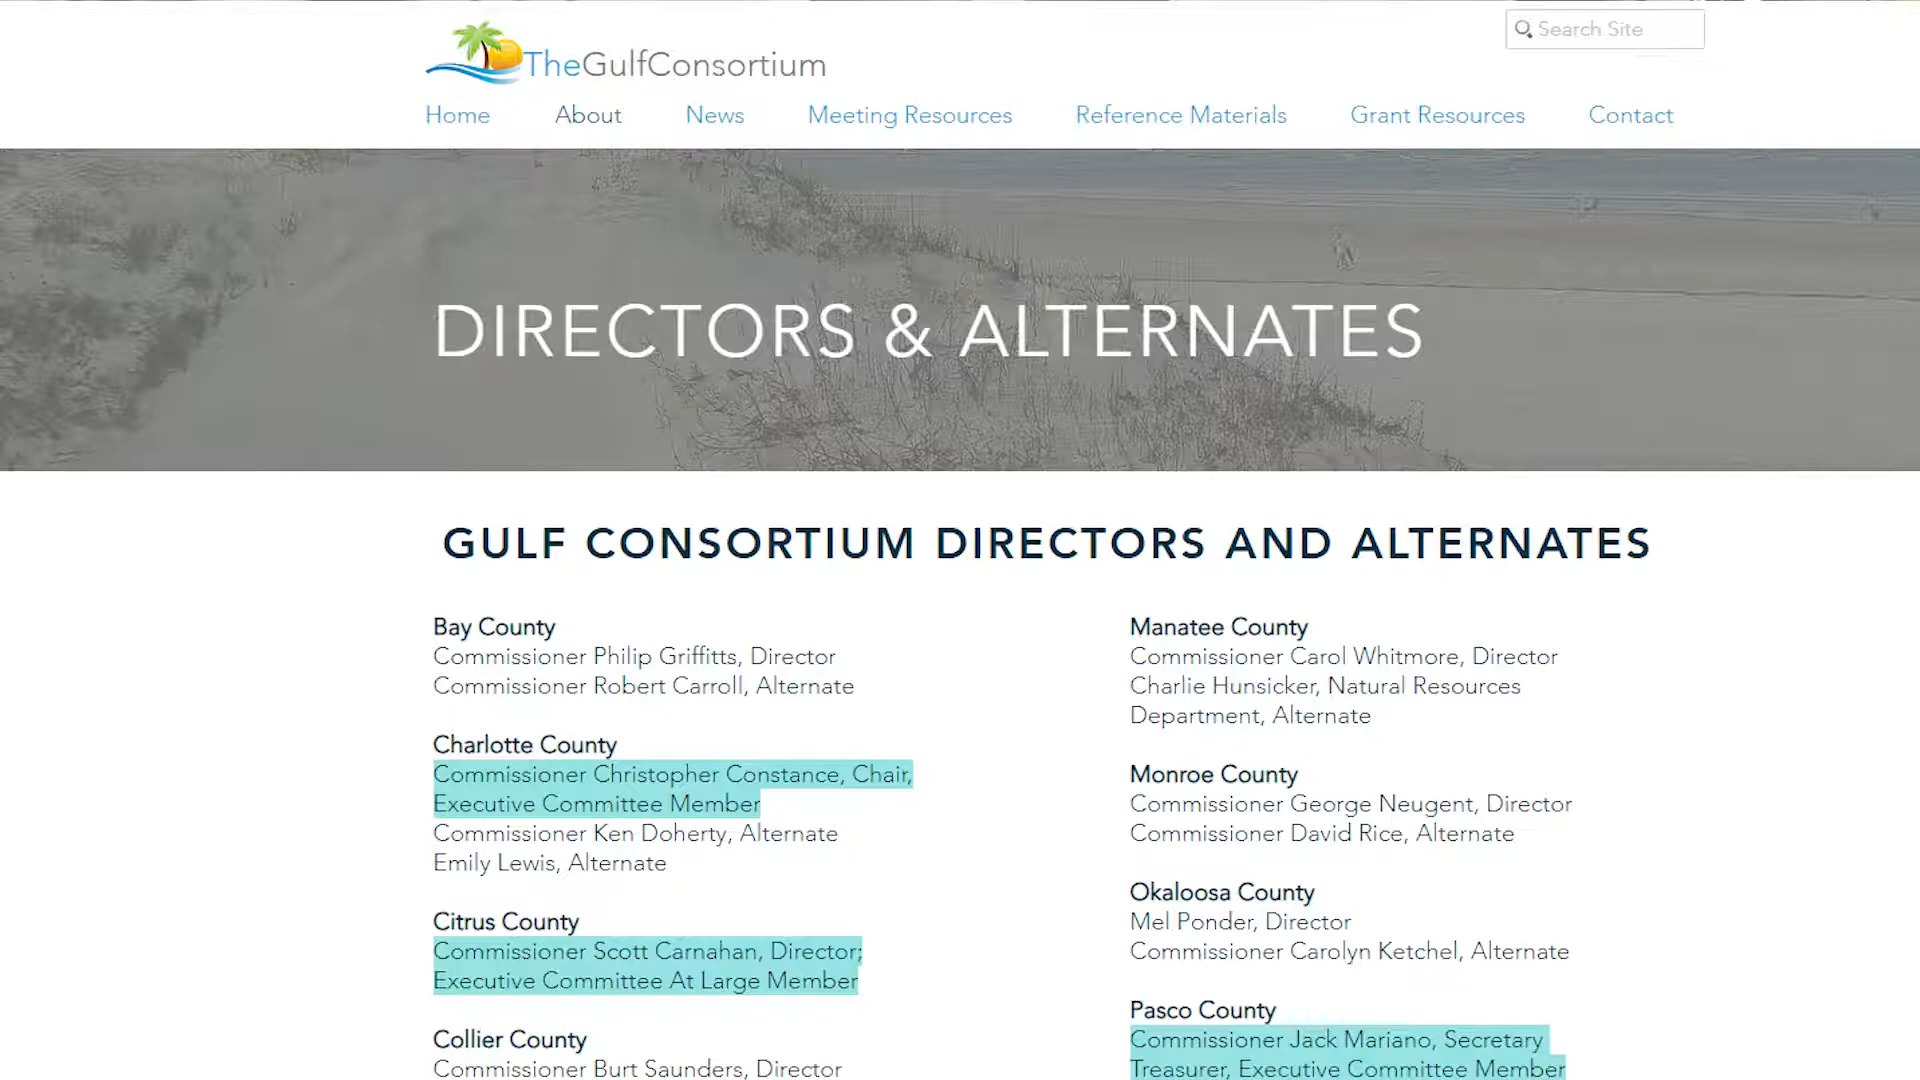 TheGulfConsortium
Search Site
Home About News Meeting Resources Reference Materials Grant Resources Contact
DIRECTORS & ALTERNATES
GULF CONSORTIUM DIRECTORS AND ALTERNATES
Bay County
Commissioner Philip Griffitts, Director
Commissioner Robert Carroll, Alternate
Charlotte County
Commissioner Christopher Constance, Chair,
Executive Committee Member
Commissioner Ken Doherty, Alternate
Emily Lewis, Alternate
Citrus County
Commissioner Scott Carnahan, Director;
Executive Committee At Large Member
Collier County
Commissioner Burt Saunders, Director
Manatee County
Commissioner Carol Whitmore, Director
Charlie Hunsicker, Natural Resources
Department, Alternate
Monroe County
Commissioner George Neugent, Director
Commissioner David Rice, Alternate
Okaloosa County
Mel Ponder, Director
Commissioner Carolyn Ketchel, Alternate
Pasco County
Commissioner Jack Mariano, Secretary
Treasurer, Executive Committee Member